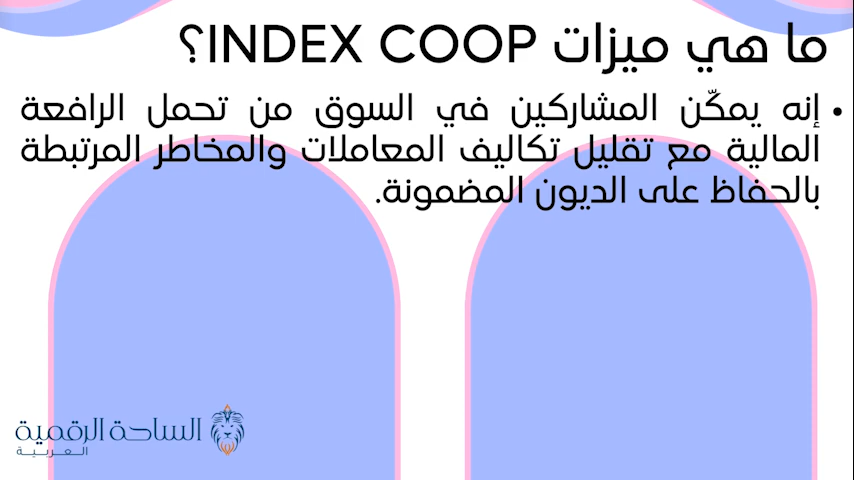 ما هي ميزات INDEX COOP؟
• إنه يمكّن المشاركين في السوق من تحمل الرافعة
المالية مع تقليل تكاليف المعاملات والمخاطر المرتبطة
بالحفاظ على الديون المضمونة.
الساحة الرقمية
العربية